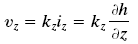 v_z = k_z i_z = k_z ∂h/∂z